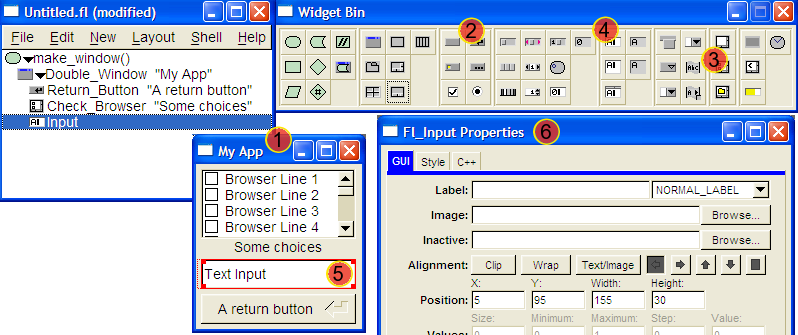 Untitled.fl (modified)
File Edit New Layout Shell Help
make_window()
Double_Window "My App"
Return_Button "A return button"
Check_Browser "Some choices"
Input
Widget Bin
2
4
3
1
My App
Browser Line 1
Browser Line 2
Browser Line 3
Browser Line 4
Some choices
Text Input 5
A return button
Fl_Input Properties 6
GUI Style C++
Label: NORMAL_LABEL
Image: Browse...
Inactive: Browse...
Alignment: Clip Wrap Text/Image
X: Y: Width: Height:
Position: 5 95 155 30
Size: Minimum: Maximum: Step: Value:
Values: